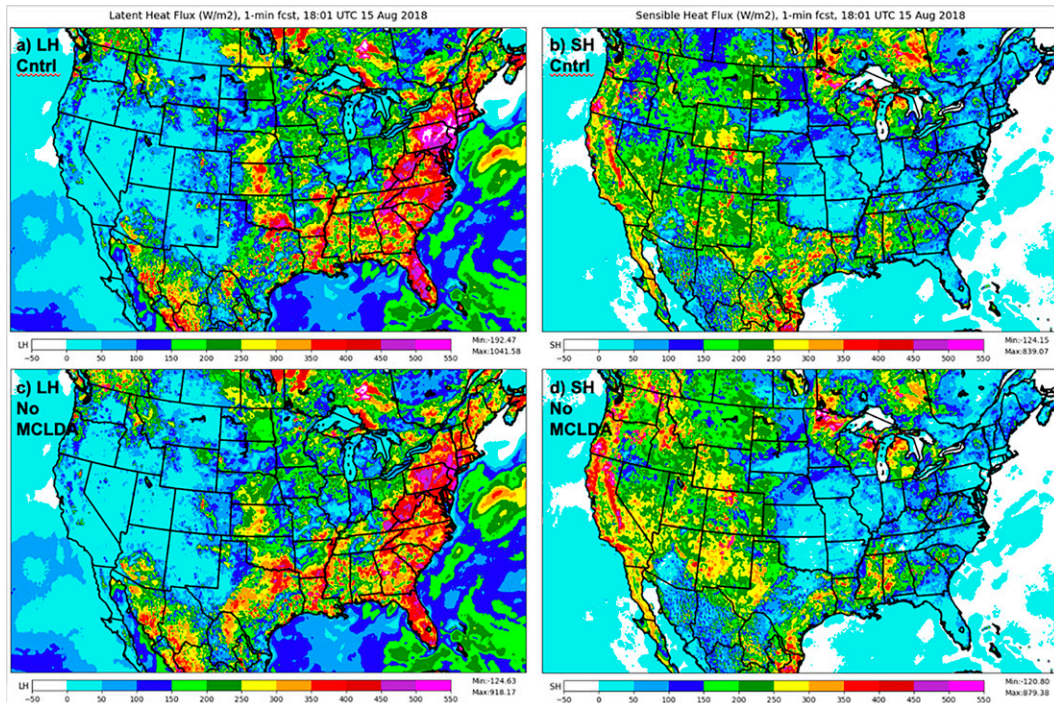 Latent Heat Flux (W/m2), 1-min fcst, 18:01 UTC 15 Aug 2018
Sensible Heat Flux (W/m2), 1-min fcst, 18:01 UTC 15 Aug 2018
a) LH
Cntrl
b) SH
Cntrl
LH
−50 0 50 100 150 200 250 300 350 400 450 500 550
Min:-192.47
Max:1041.58
SH
−50 0 50 100 150 200 250 300 350 400 450 500 550
Min:-124.15
Max:839.07
c) LH
No
MCLDA
d) SH
No
MCLDA
LH
−50 0 50 100 150 200 250 300 350 400 450 500 550
Min:-124.63
Max:918.17
SH
−50 0 50 100 150 200 250 300 350 400 450 500 550
Min:-120.80
Max:879.38